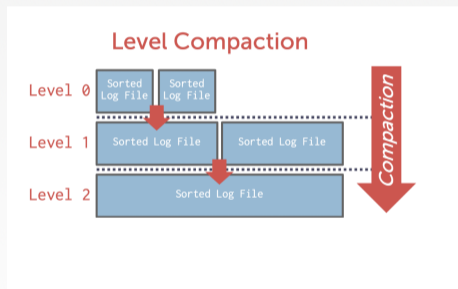 Level Compaction
Level 0
Sorted
Log File
Sorted
Log File
Level 1
Sorted Log File
Sorted Log File
Level 2
Sorted Log File
Compaction